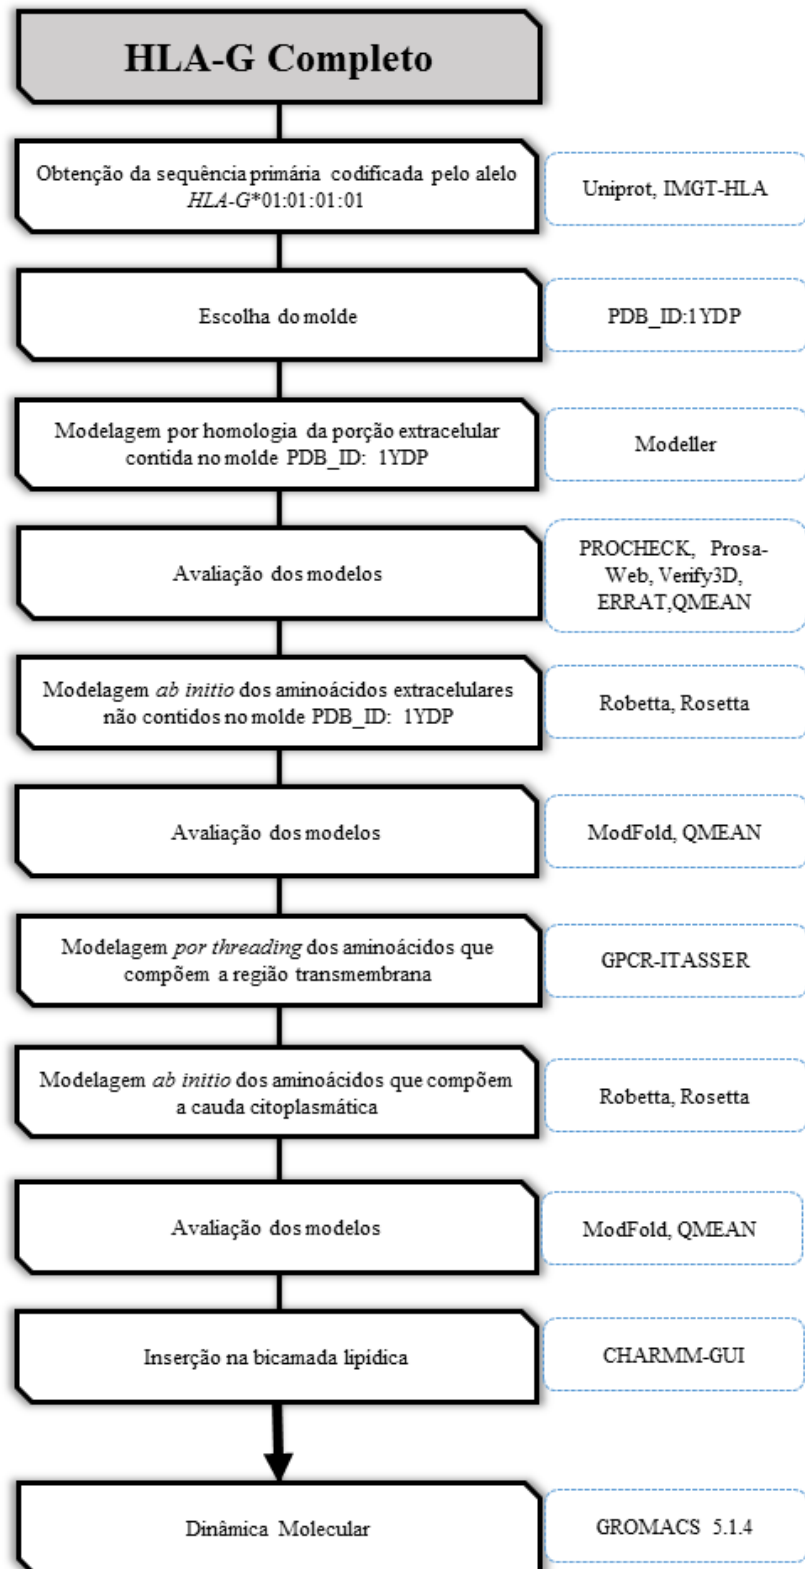 HLA-G Completo
Obtenção da sequência primária codificada pelo alelo
HLA-G*01:01:01:01
Uniprot, IMGT-HLA
Escolha do molde
PDB_ID:1YDP
Modelagem por homologia da porção extracelular
contida no molde PDB_ID: 1YDP
Modeller
Avaliação dos modelos
PROCHECK, Prosa-
Web, Verify3D,
ERRAT,QMEAN
Modelagem ab initio dos aminoácidos extracelulares
não contidos no molde PDB_ID: 1YDP
Robetta, Rosetta
Avaliação dos modelos
ModFold, QMEAN
Modelagem por threading dos aminoácidos que
compõem a região transmembrana
GPCR-ITASSER
Modelagem ab initio dos aminoácidos que compõem
a cauda citoplasmática
Robetta, Rosetta
Avaliação dos modelos
ModFold, QMEAN
Inserção na bicamada lipídica
CHARMM-GUI
Dinâmica Molecular
GROMACS 5.1.4